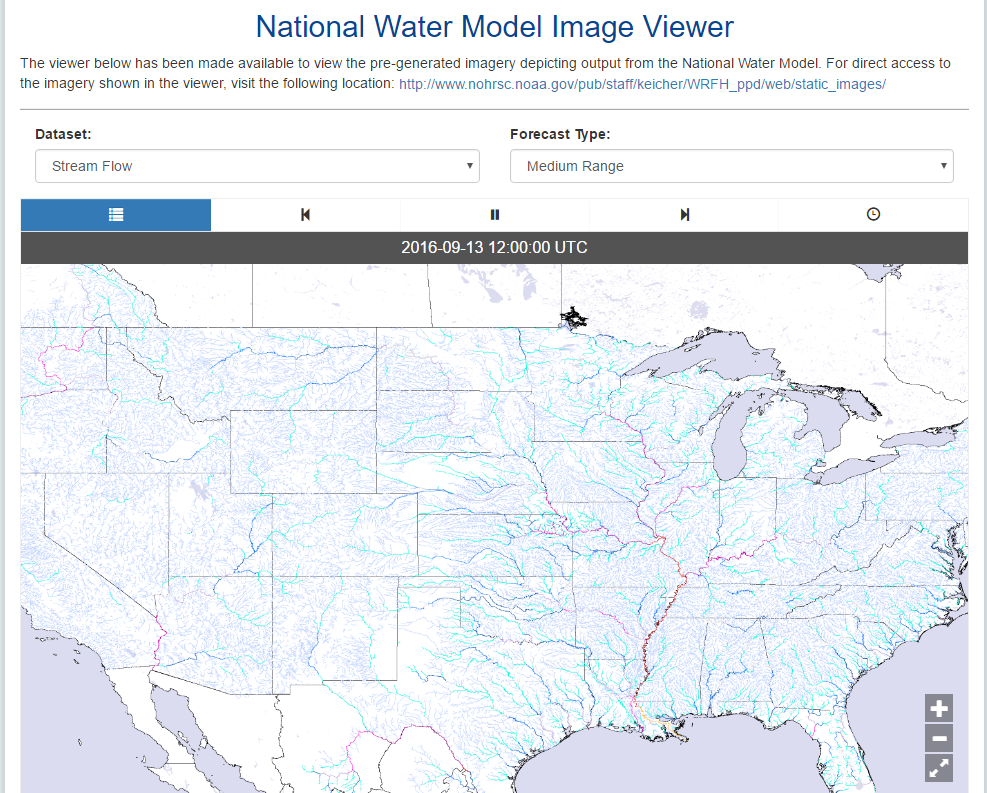 National Water Model Image Viewer
The viewer below has been made available to view the pre-generated imagery depicting output from the National Water Model. For direct access to
the imagery shown in the viewer, visit the following location: http://www.nohrsc.noaa.gov/pub/staff/keicher/WRFH_ppd/web/static_images/
Dataset:
Forecast Type:
Stream Flow
Medium Range
2016-09-13 12:00:00 UTC